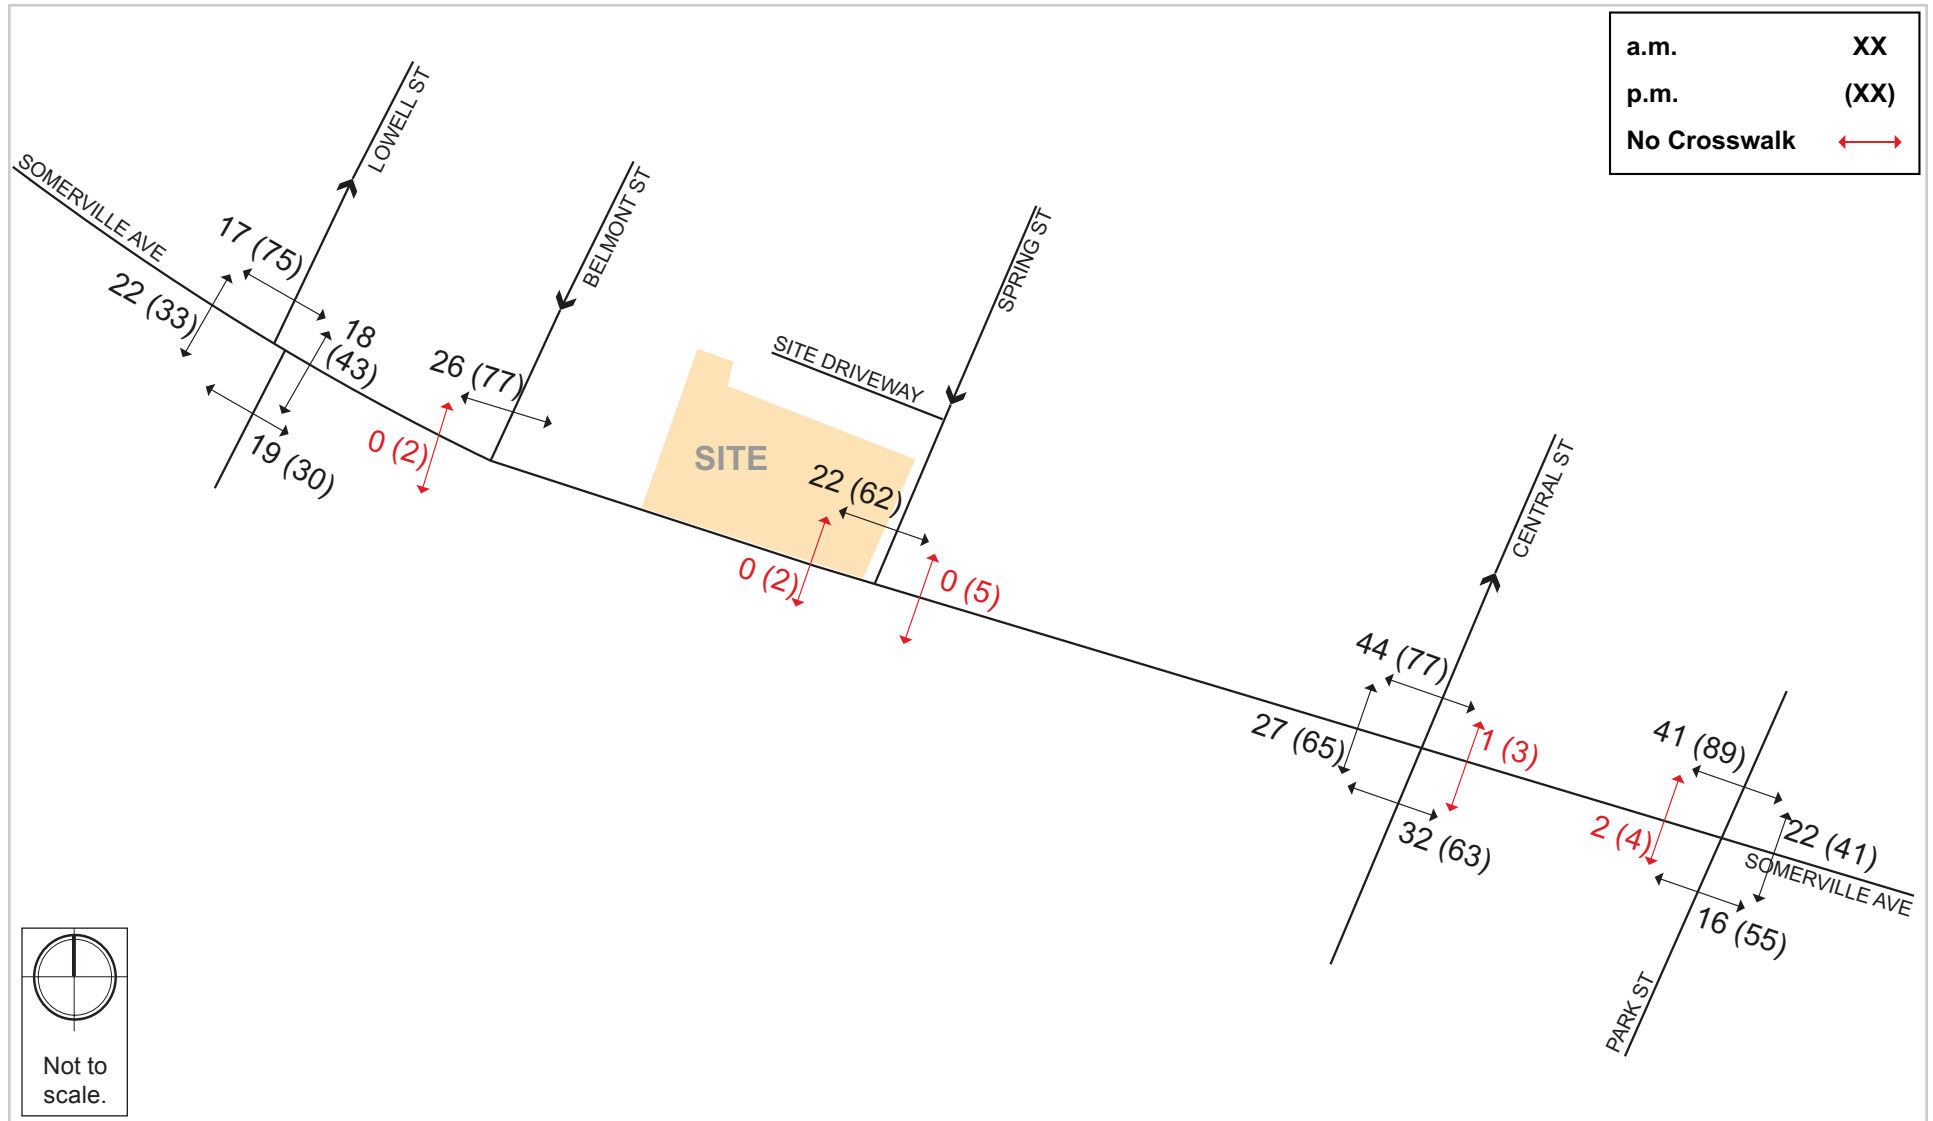 a.m. XX
p.m. (XX)
No Crosswalk
LOWELL ST
SOMERVILLE AVE
BELMONT ST
SPRING ST
17 (75)
22 (33)
18
(43)
19 (30)
26 (77)
0 (2)
SITE DRIVEWAY
SITE
22 (62)
0 (2)
0 (5)
CENTRAL ST
44 (77)
27 (65)
1 (3)
32 (63)
41 (89)
2 (4)
22 (41)
SOMERVILLE AVE
16 (55)
PARK ST
Not to
scale.